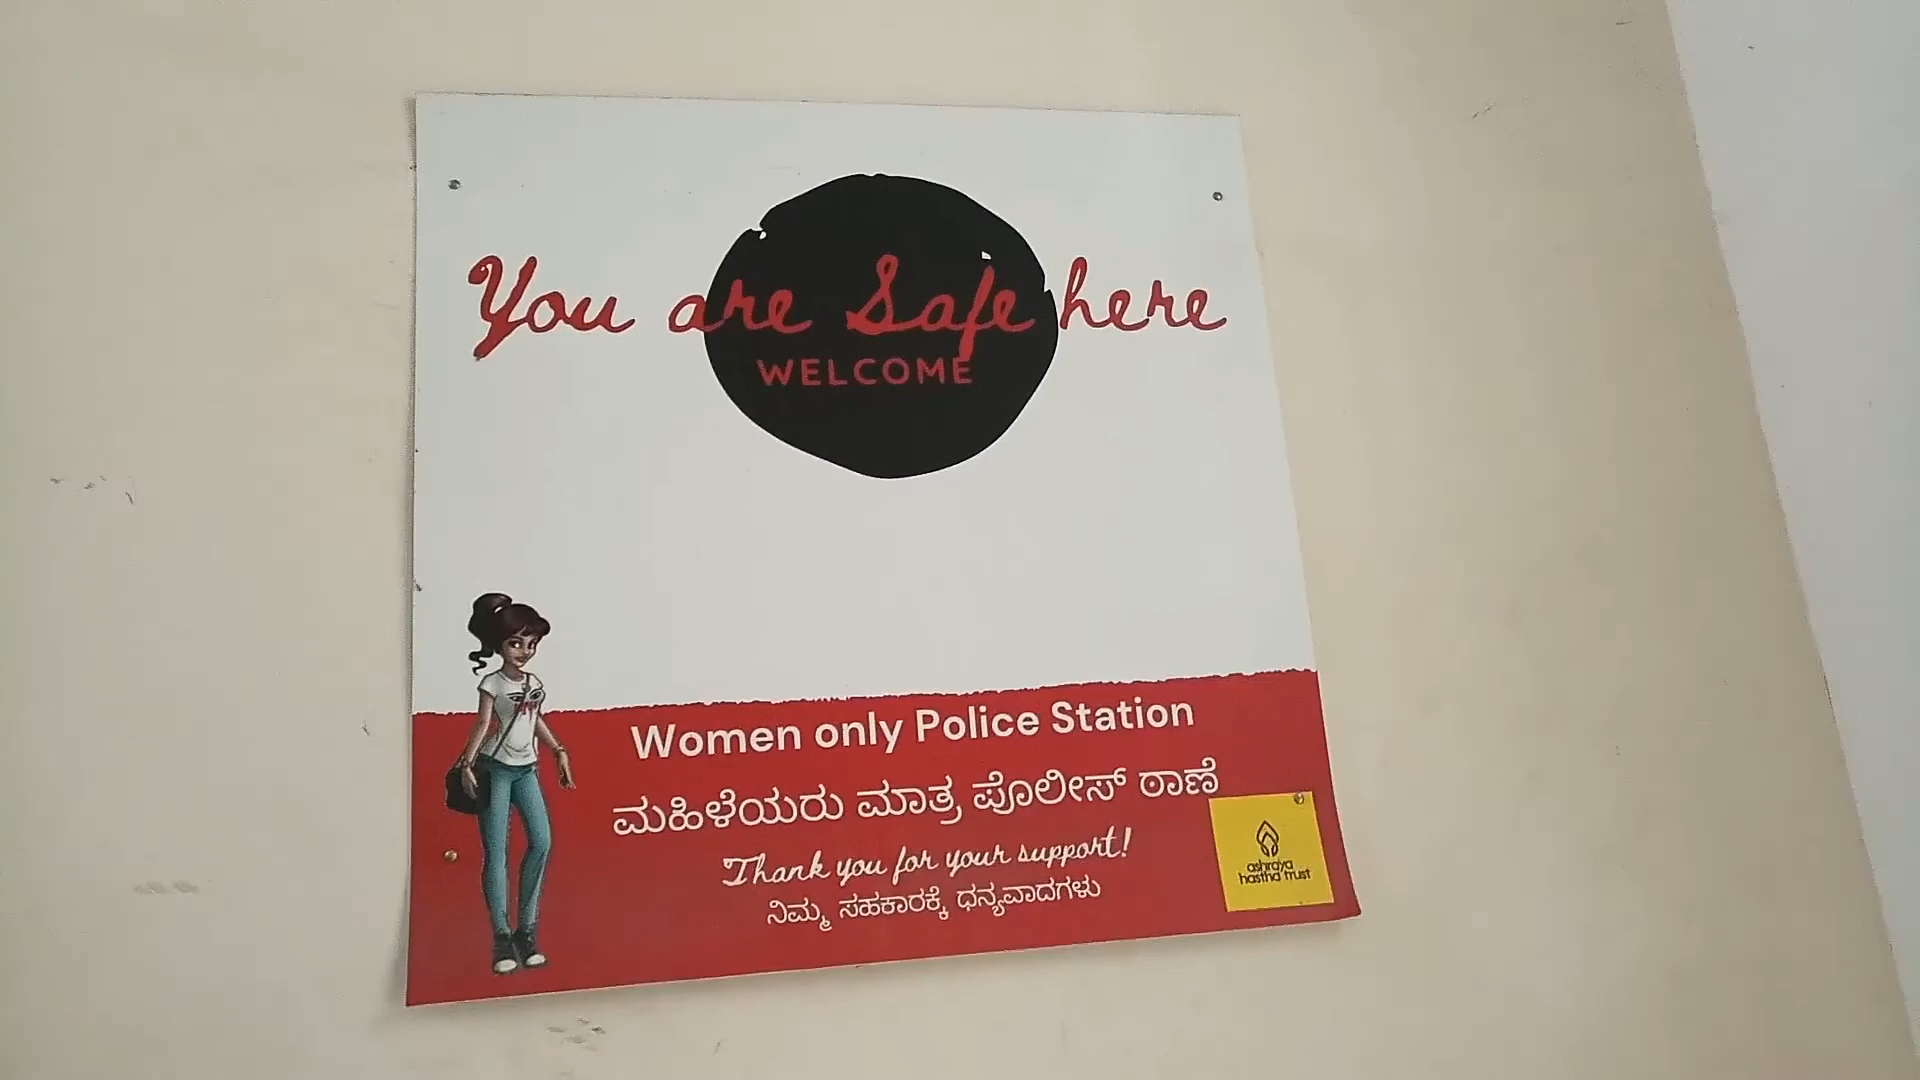 You are Safe here
WELCOME
Women only Police Station
ಮಹಿಳೆಯರು ಮಾತ್ರ ಪೊಲೀಸ್ ಠಾಣೆ
Thank you for your support!
ನಿಮ್ಮ ಸಹಕಾರಕ್ಕೆ ಧನ್ಯವಾದಗಳು
ashraya
hastha trust